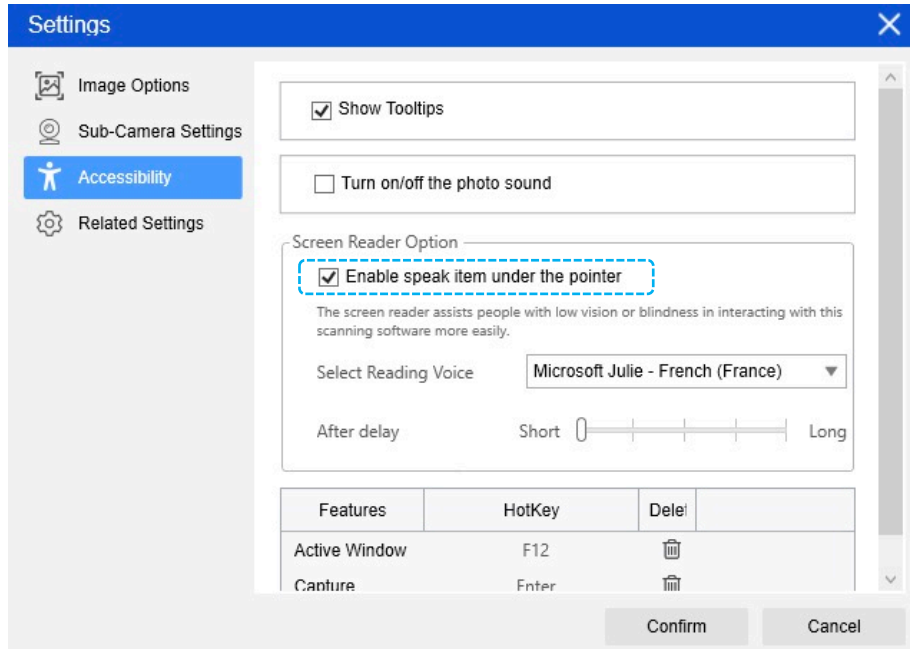 Settings
Image Options
Sub-Camera Settings
Accessibility
Related Settings
Show Tooltips
Turn on/off the photo sound
Screen Reader Option
Enable speak item under the pointer
The screen reader assists people with low vision or blindness in interacting with this
scanning software more easily.
Select Reading Voice Microsoft Julie - French (France)
After delay Short Long
Features HotKey Delet
Active Window F12
Capture Enter
Confirm Cancel